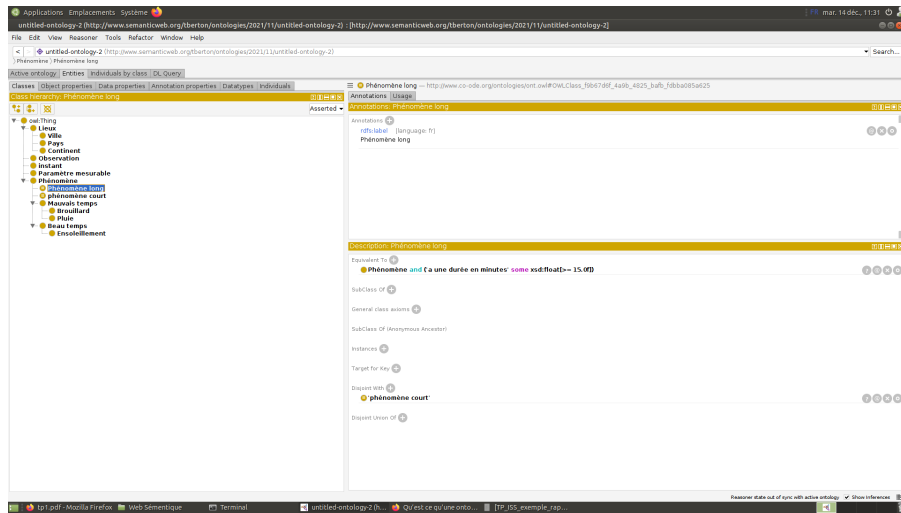 Applications Emplacements Système
mar. 14 déc., 11:31
untitled-ontology-2 (http://www.semanticweb.org/tberton/ontologies/2021/11/untitled-ontology-2) : [http://www.semanticweb.org/tberton/ontologies/2021/11/untitled-ontology-2]
File Edit View Reasoner Tools Refactor Window Help
< > untitled-ontology-2 (http://www.semanticweb.org/tberton/ontologies/2021/11/untitled-ontology-2) Search...
Phénomène Phénomène long
Active ontology Entities Individuals by class DL Query
Classes Object properties Data properties Annotation properties Datatypes Individuals
Class hierarchy: Phénomène long
Asserted
owl:Thing
Lieux
Ville
Pays
Continent
Observation
instant
Paramètre mesurable
Phénomène
Phénomène long
phénomène court
Mauvais temps
Brouillard
Pluie
Beau temps
Ensoleillement
Phénomène long — http://www.co-ode.org/ontologies/ont.owl#OWLClass_f9b67d6f_4a9b_4825_bafb_fdbba085a625
Annotations Usage
Annotations: Phénomène long
Annotations
rdfs:label [language: fr]
Phénomène long
Description: Phénomène long
Equivalent To
Phénomène and ('a une durée en minutes' some xsd:float[>= 15.0f])
SubClass Of
General class axioms
SubClass Of (Anonymous Ancestor)
Instances
Target for Key
Disjoint With
'phénomène court'
Disjoint Union Of
Reasoner state out of sync with active ontology Show Inferences
tp1.pdf - Mozilla Firefox Web Sémentique Terminal untitled-ontology-2 (h... Qu'est ce qu'une onto... [TP_ISS_exemple_rap...